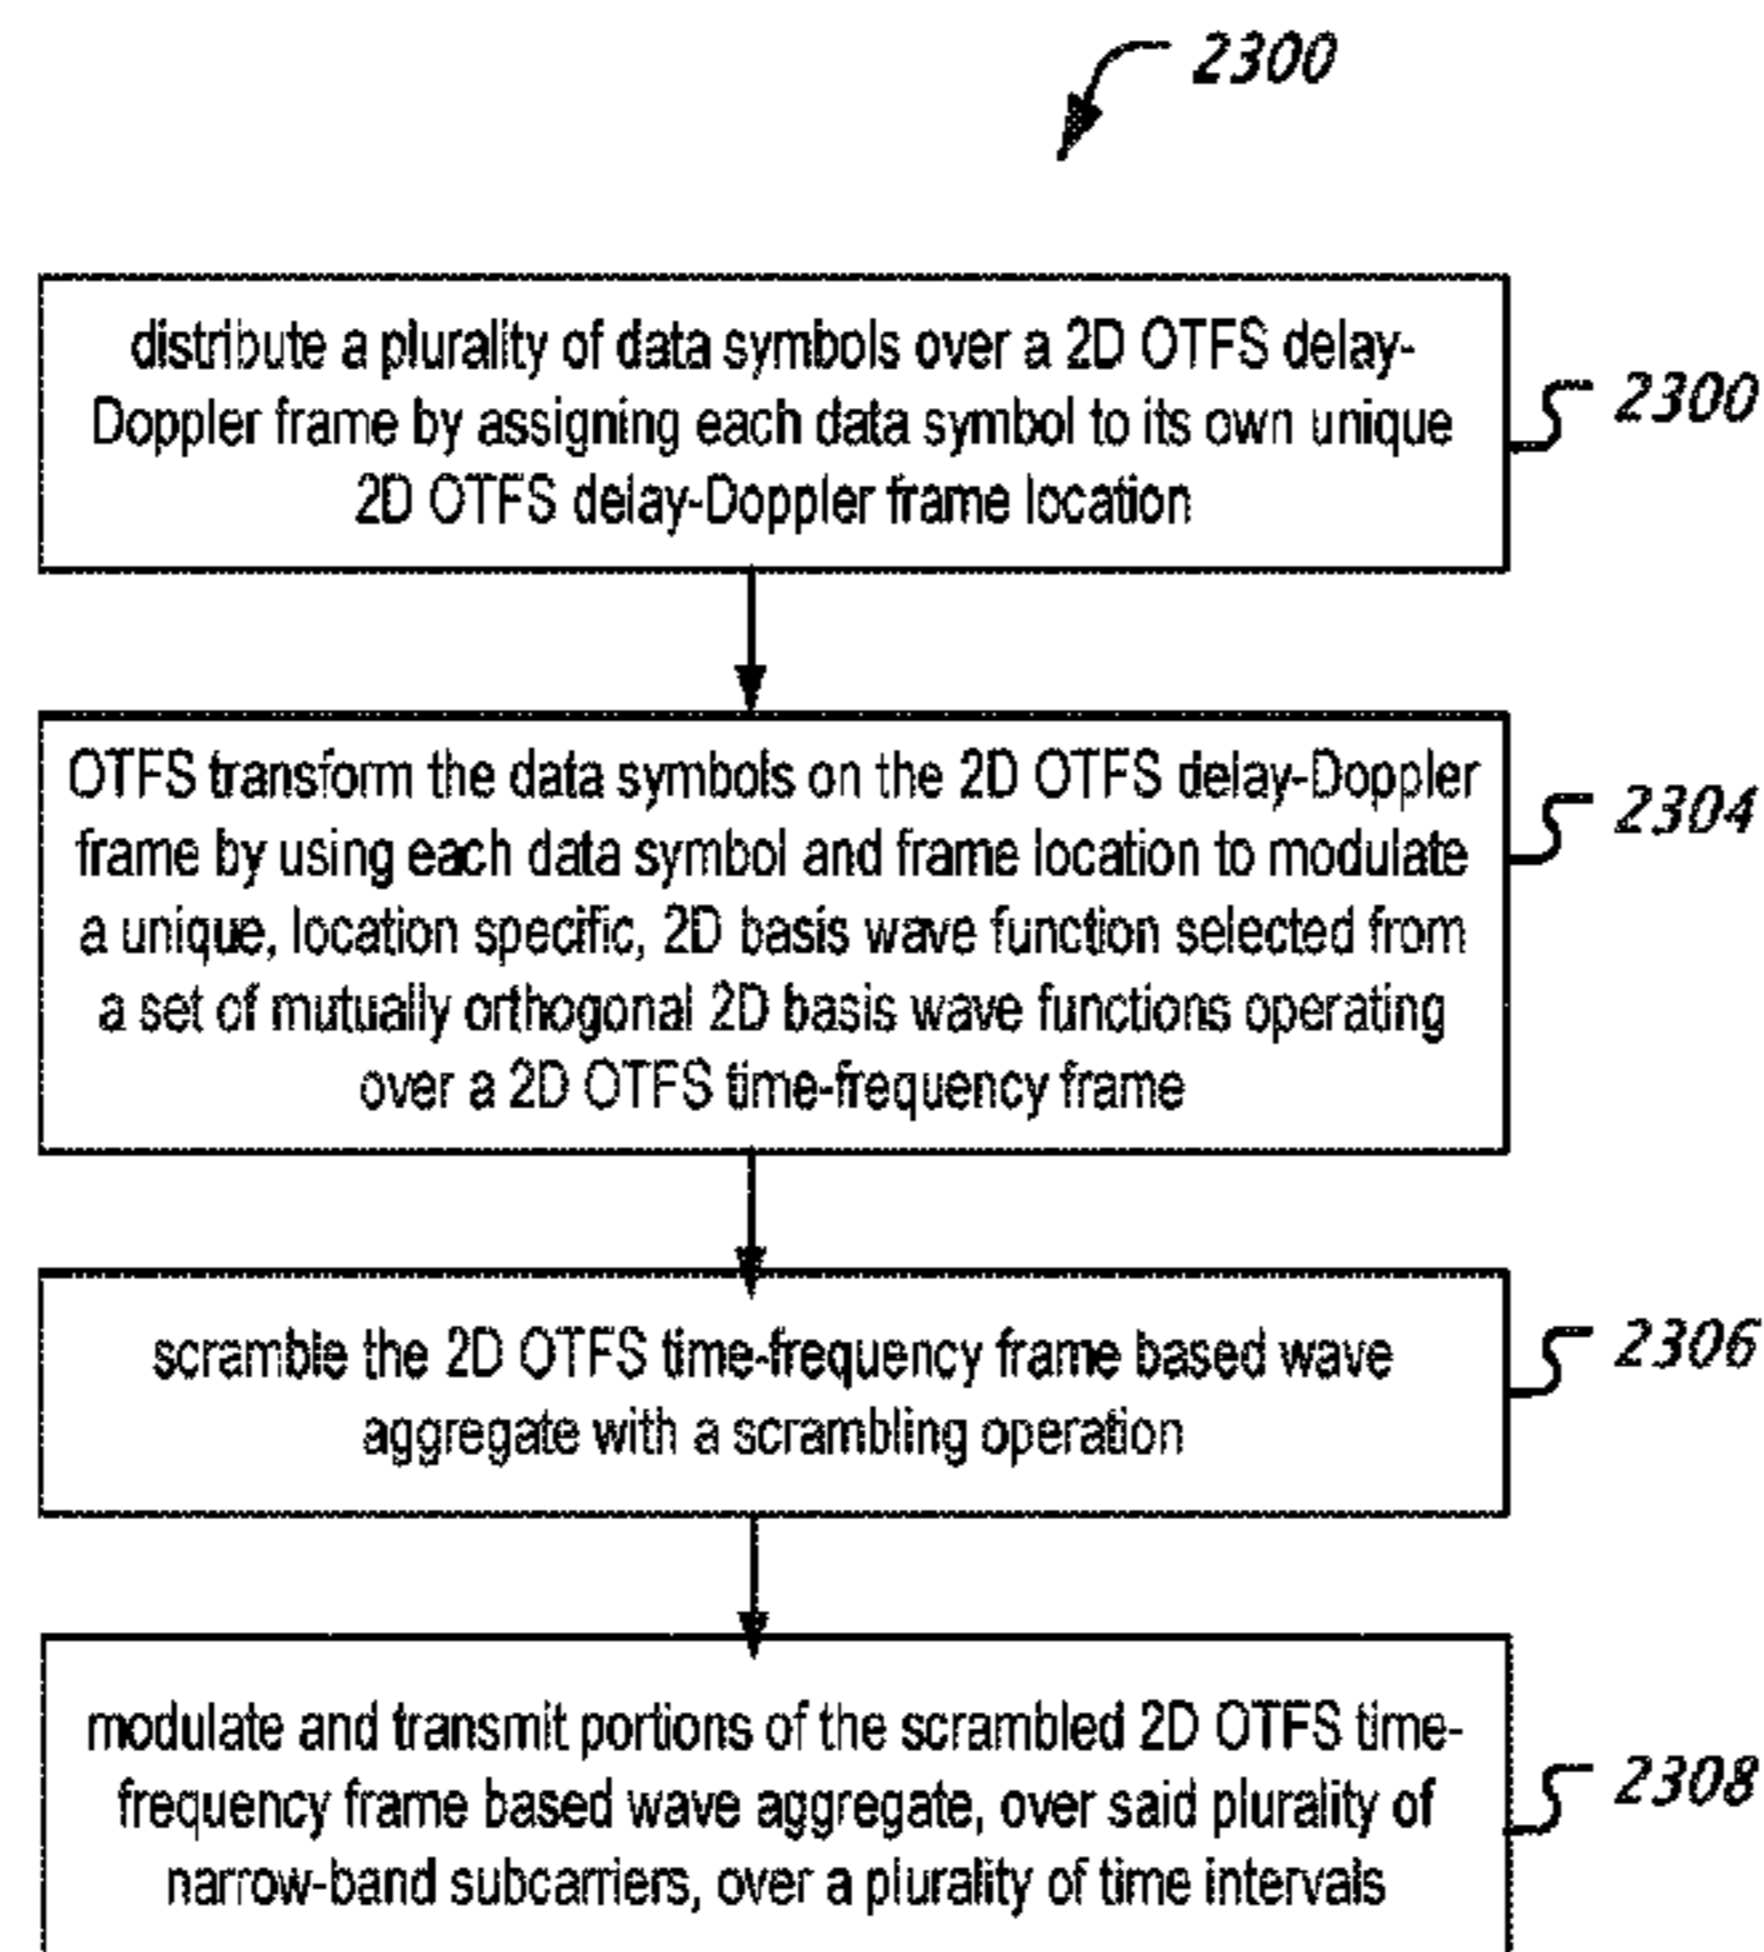 2300
distribute a plurality of data symbols over a 2D OTFS delay-
Doppler frame by assigning each data symbol to its own unique
2D OTFS delay-Doppler frame location
2300
OTFS transform the data symbols on the 2D OTFS delay-Doppler
frame by using each data symbol and frame location to modulate
a unique, location specific, 2D basis wave function selected from
a set of mutually orthogonal 2D basis wave functions operating
over a 2D OTFS time-frequency frame
2304
scramble the 2D OTFS time-frequency frame based wave
aggregate with a scrambling operation
2306
modulate and transmit portions of the scrambled 2D OTFS time-
frequency frame based wave aggregate, over said plurality of
narrow-band subcarriers, over a plurality of time intervals
2308